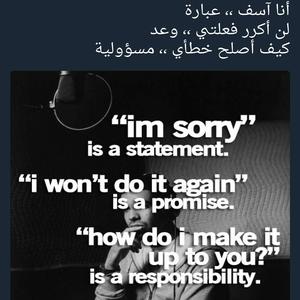 أنا آسف ،، عبارة
لن أكرر فعلتي ،، وعد
كيف أصلح خطأي ،، مسؤولية
“im sorry”
is a statement.
“i won’t do it again”
is a promise.
“how do i make it
up to you?”
is a responsibility.